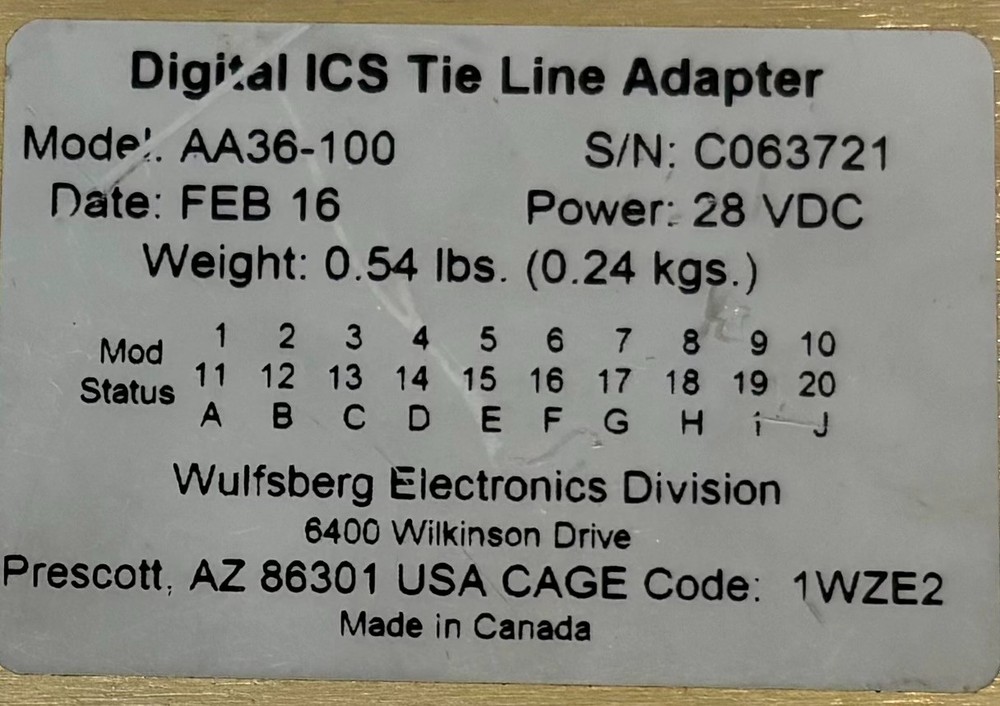 Digital ICS Tie Line Adapter
Model: AA36-100 S/N: C063721
Date: FEB 16 Power: 28 VDC
Weight: 0.54 lbs. (0.24 kgs.)
Mod Status
1 2 3 4 5 6 7 8 9 10
11 12 13 14 15 16 17 18 19 20
A B C D E F G H i J
Wulfsberg Electronics Division
6400 Wilkinson Drive
Prescott, AZ 86301 USA CAGE Code: 1WZE2
Made in Canada